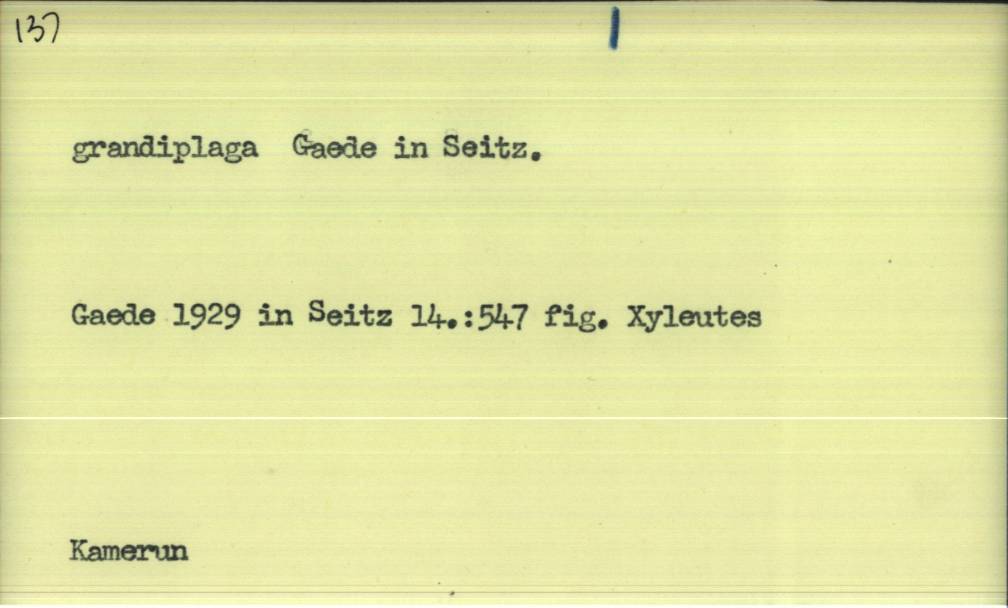 137
grandiplaga Gaede in Seitz.
Gaede 1929 in Seitz 14.:547 fig. Xyleutes
Kamerun